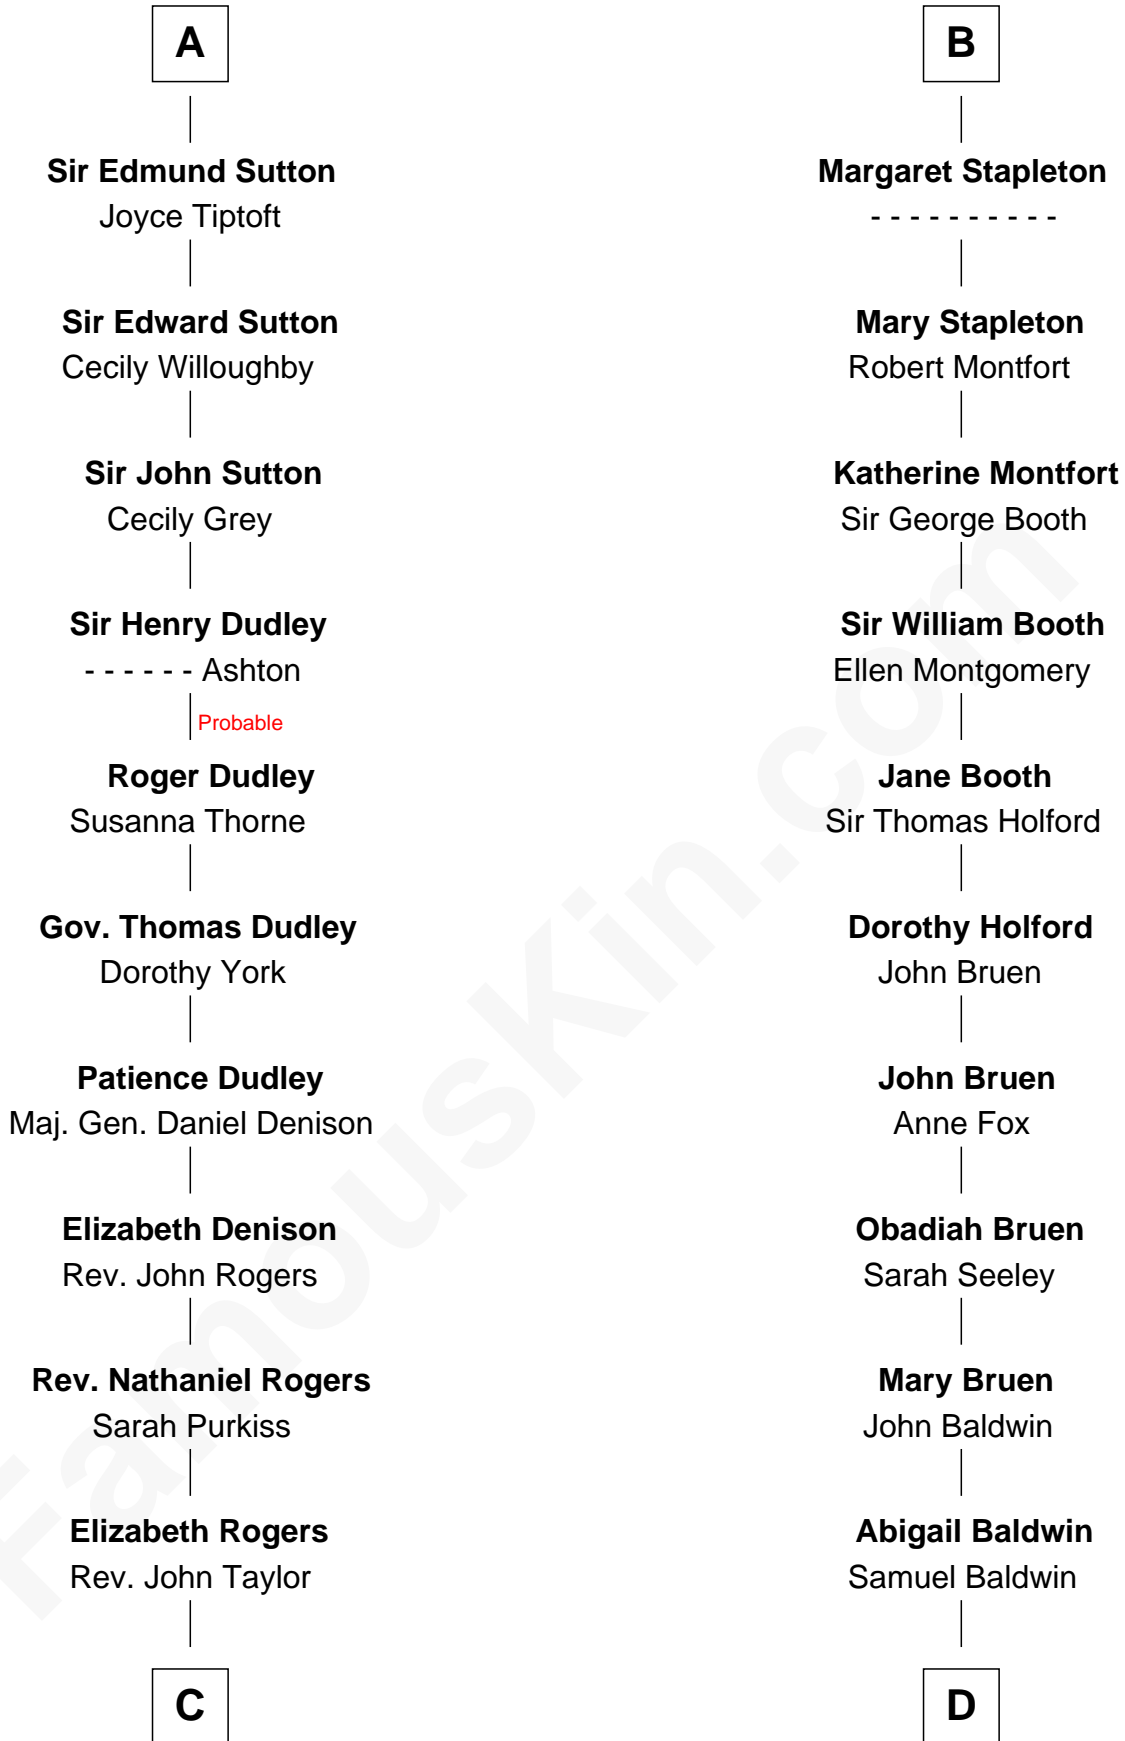 A
Sir Edmund Sutton
Joyce Tiptoft
Sir Edward Sutton
Cecily Willoughby
Sir John Sutton
Cecily Grey
Sir Henry Dudley
- - - - - - Ashton
Probable
Roger Dudley
Susanna Thorne
Gov. Thomas Dudley
Dorothy York
Patience Dudley
Maj. Gen. Daniel Denison
Elizabeth Denison
Rev. John Rogers
Rev. Nathaniel Rogers
Sarah Purkiss
Elizabeth Rogers
Rev. John Taylor
C
B
Margaret Stapleton
- - - - - - - - - -
Mary Stapleton
Robert Montfort
Katherine Montfort
Sir George Booth
Sir William Booth
Ellen Montgomery
Jane Booth
Sir Thomas Holford
Dorothy Holford
John Bruen
John Bruen
Anne Fox
Obadiah Bruen
Sarah Seeley
Mary Bruen
John Baldwin
Abigail Baldwin
Samuel Baldwin
D
FamousKin.com